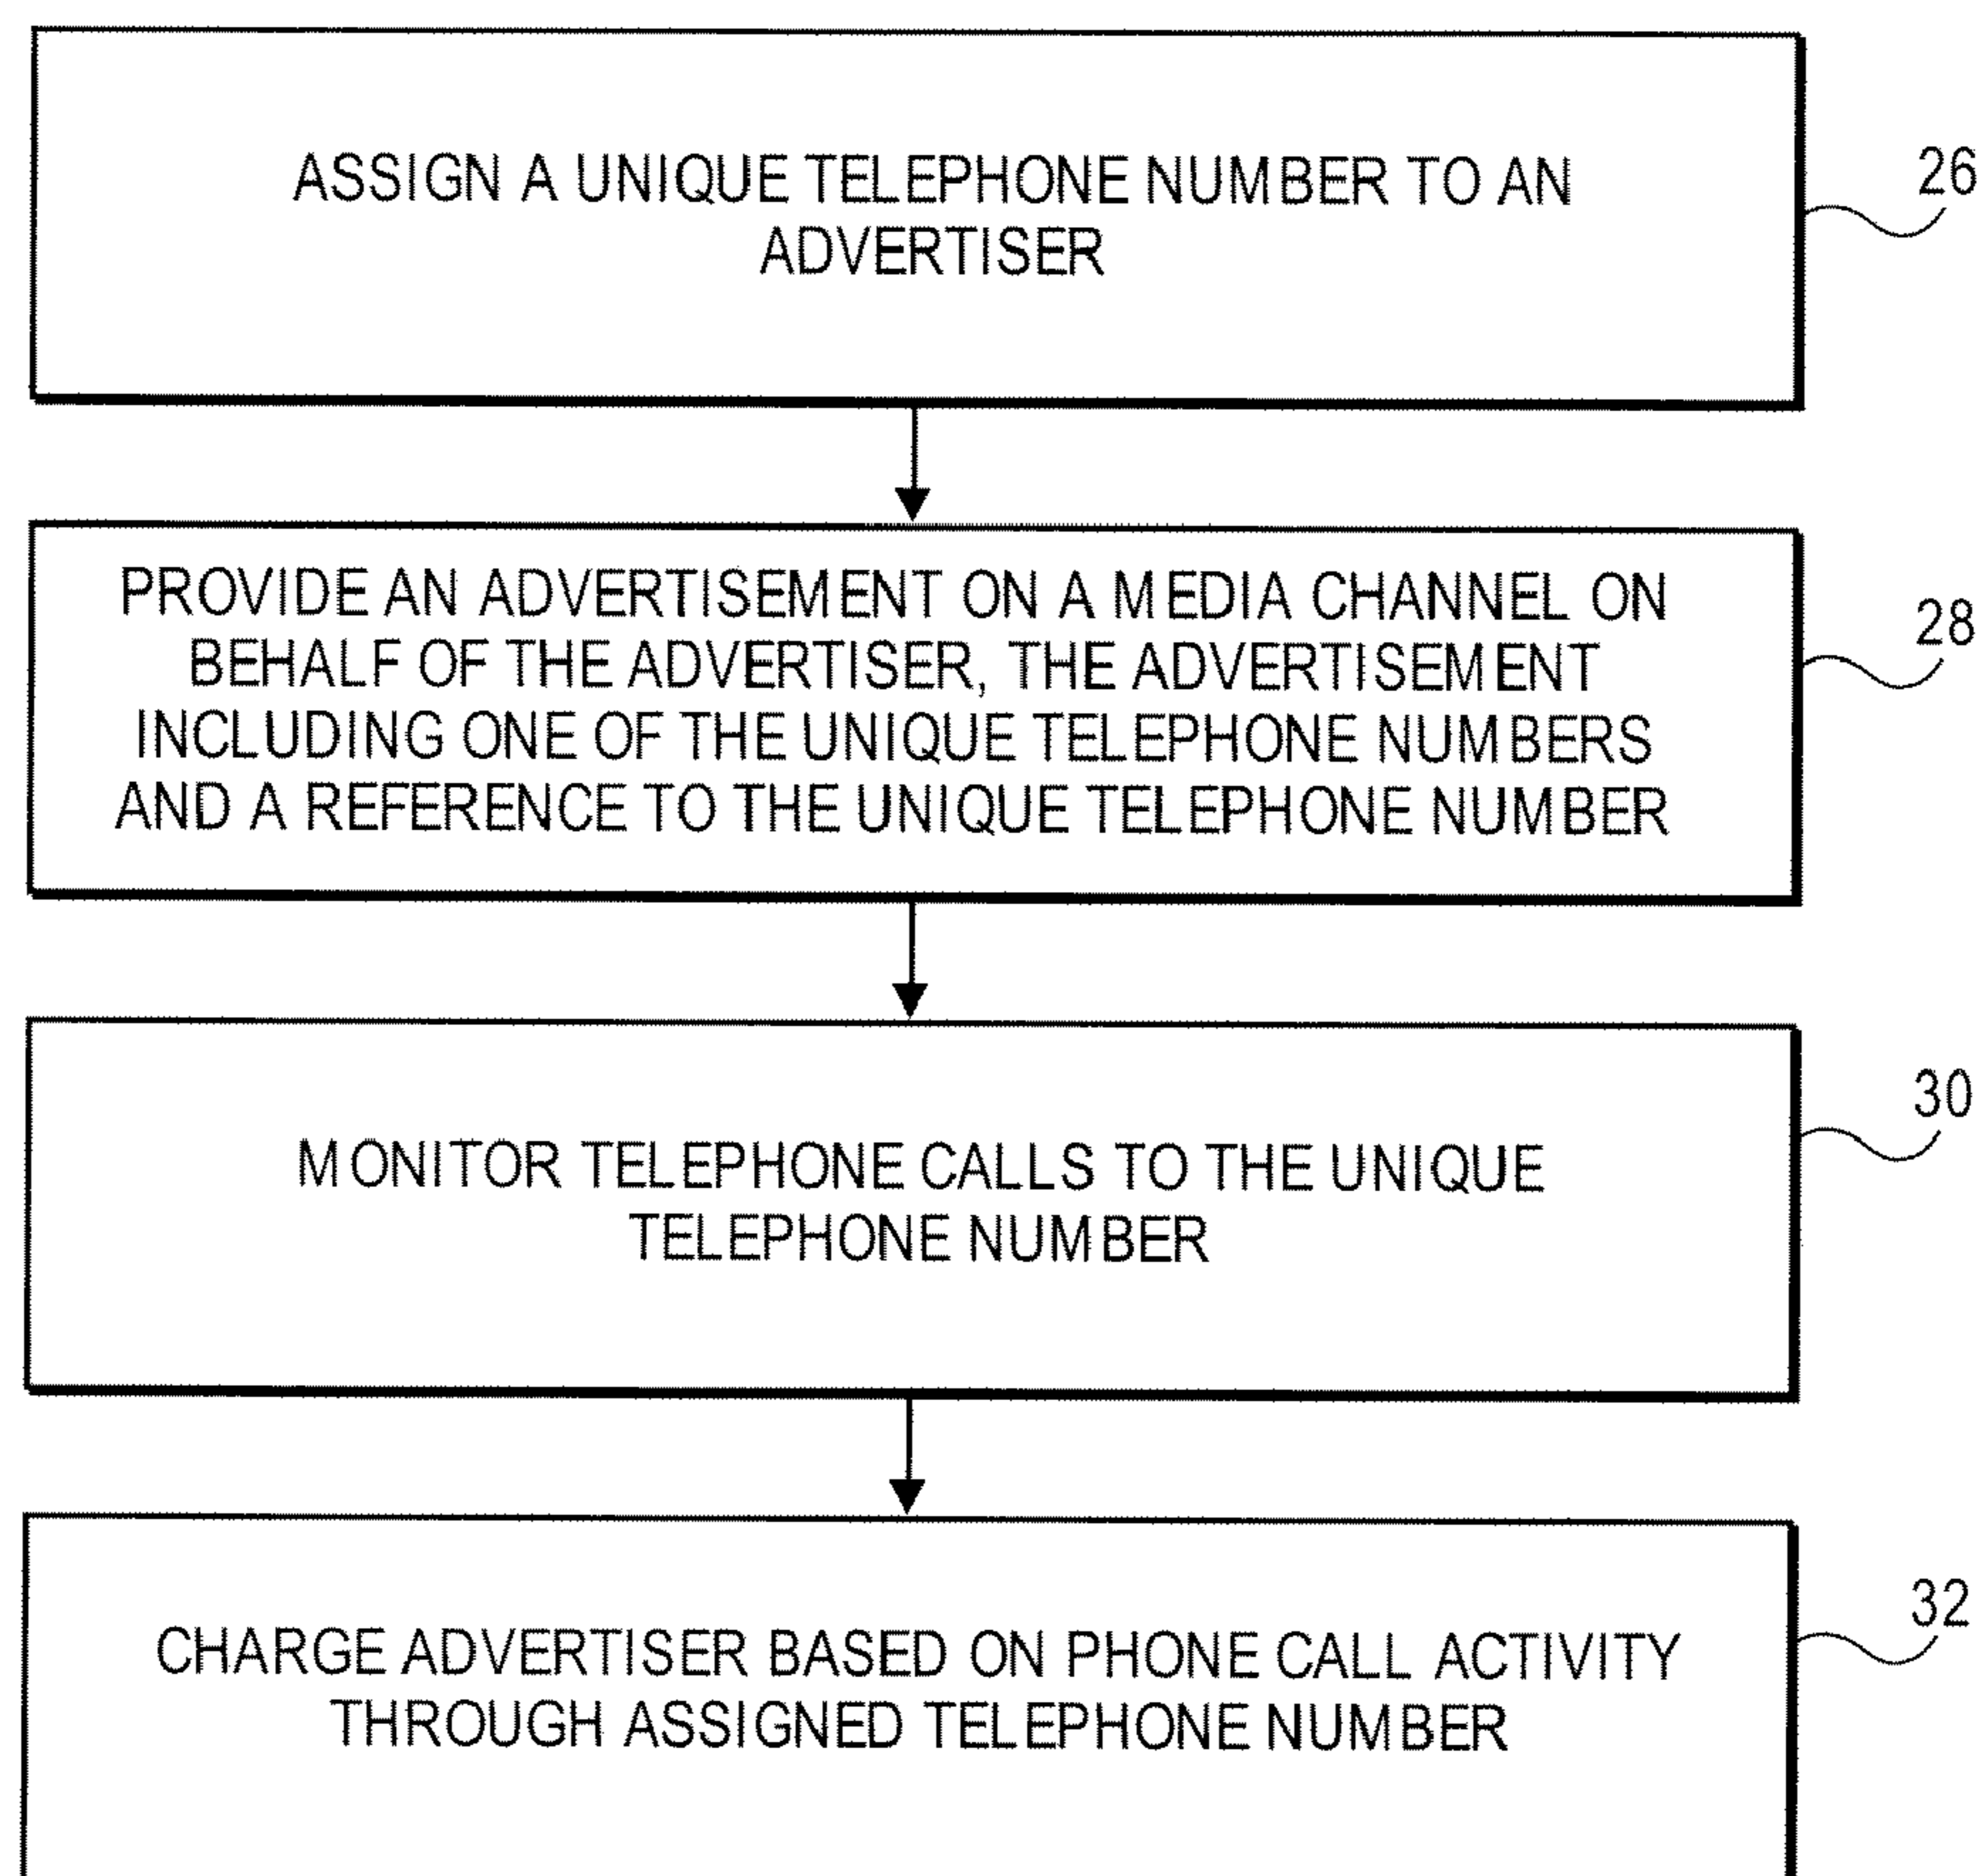 ASSIGN A UNIQUE TELEPHONE NUMBER TO AN
ADVERTISER
26
PROVIDE AN ADVERTISEMENT ON A MEDIA CHANNEL ON
BEHALF OF THE ADVERTISER, THE ADVERTISEMENT
INCLUDING ONE OF THE UNIQUE TELEPHONE NUMBERS
AND A REFERENCE TO THE UNIQUE TELEPHONE NUMBER
28
MONITOR TELEPHONE CALLS TO THE UNIQUE
TELEPHONE NUMBER
30
CHARGE ADVERTISER BASED ON PHONE CALL ACTIVITY
THROUGH ASSIGNED TELEPHONE NUMBER
32